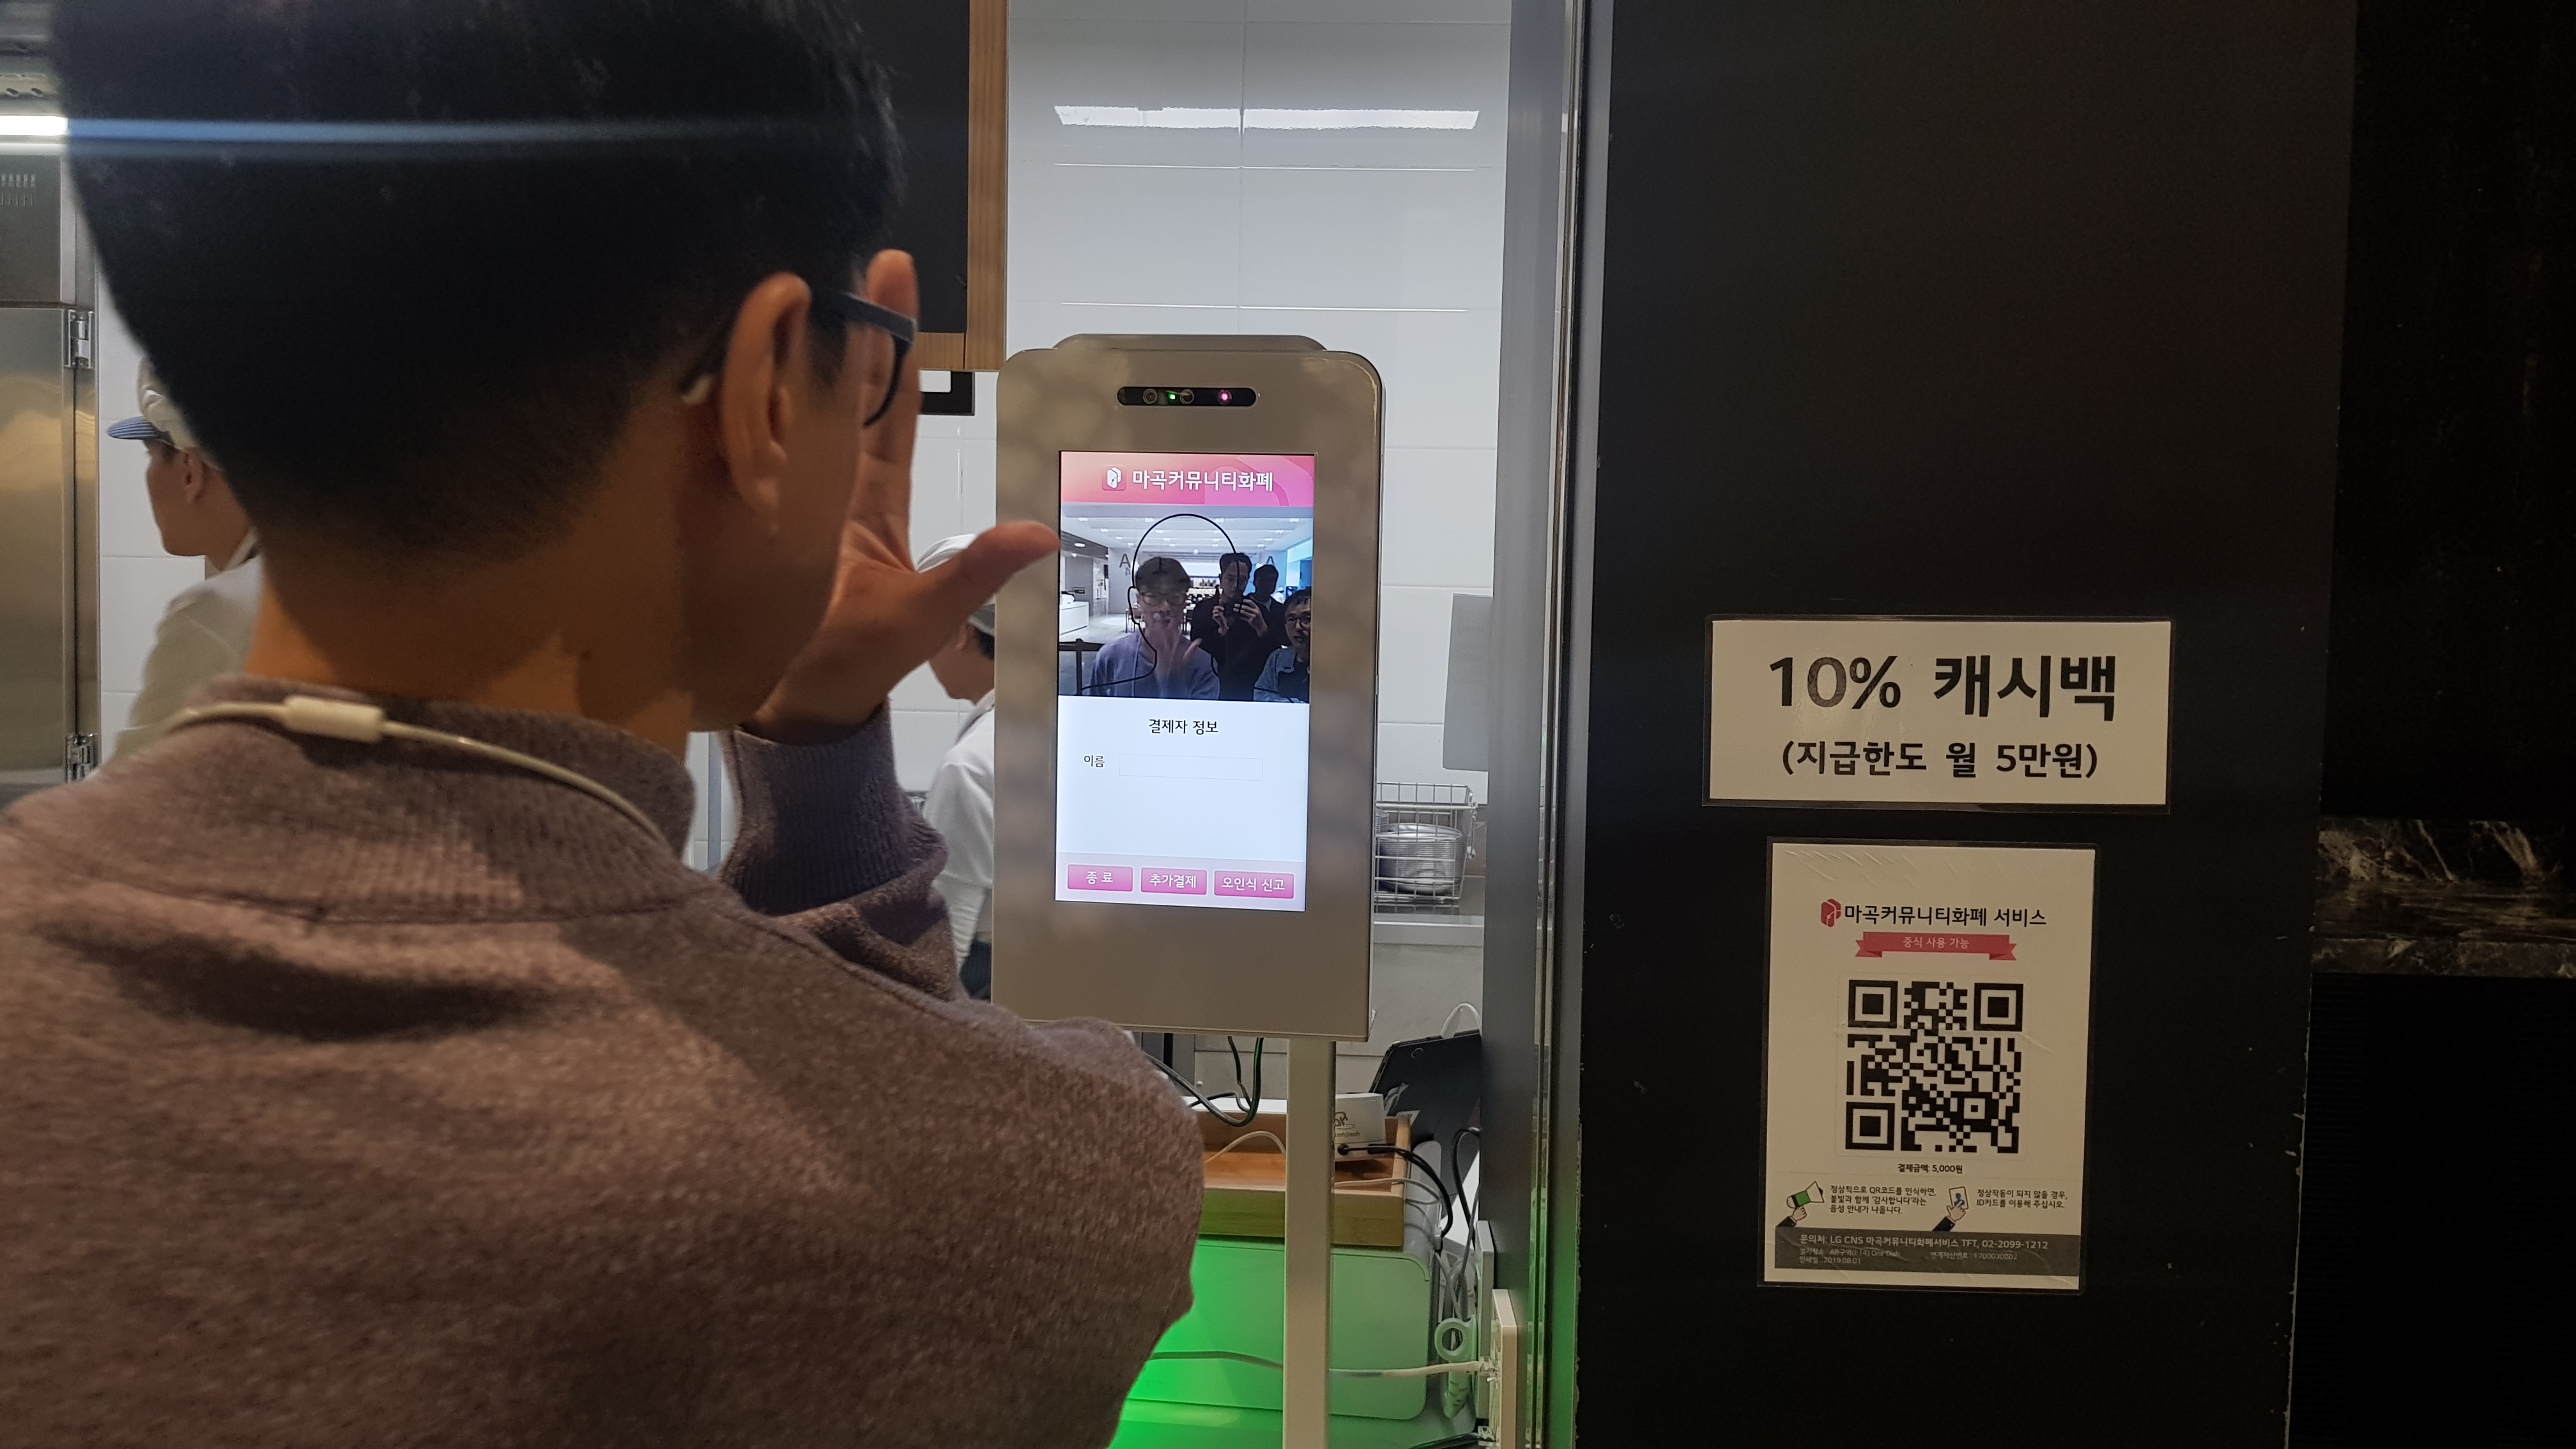 마곡커뮤니티화폐
결제자 정보
이름
종 료
추가결제
오인식 신고
10% 캐시백
(지급한도 월 5만원)
마곡커뮤니티화폐 서비스
중식 사용 가능
결제금액: 5,000원
정상적으로 QR코드를 인식하면,
불빛과 함께 '감사합니다'라는
음성 안내가 나옵니다.
정상작동이 되지 않을 경우,
ID카드를 이용해 주십시오.
문의처: LG CNS 마곡커뮤니티화폐서비스 TFT, 02-2099-1212
인쇄일 : 2019.08.01